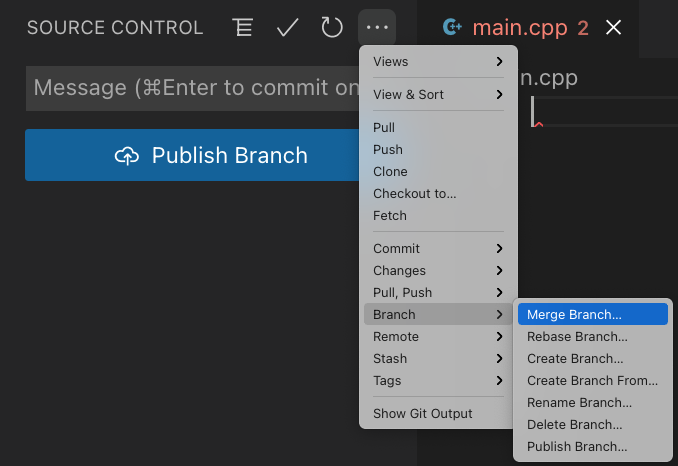 SOURCE CONTROL
main.cpp 2
Message (⌘Enter to commit on
n.cpp
Publish Branch
Views
View & Sort
Pull
Push
Clone
Checkout to...
Fetch
Commit
Changes
Pull, Push
Branch
Remote
Stash
Tags
Show Git Output
Merge Branch...
Rebase Branch...
Create Branch...
Create Branch From...
Rename Branch...
Delete Branch...
Publish Branch...